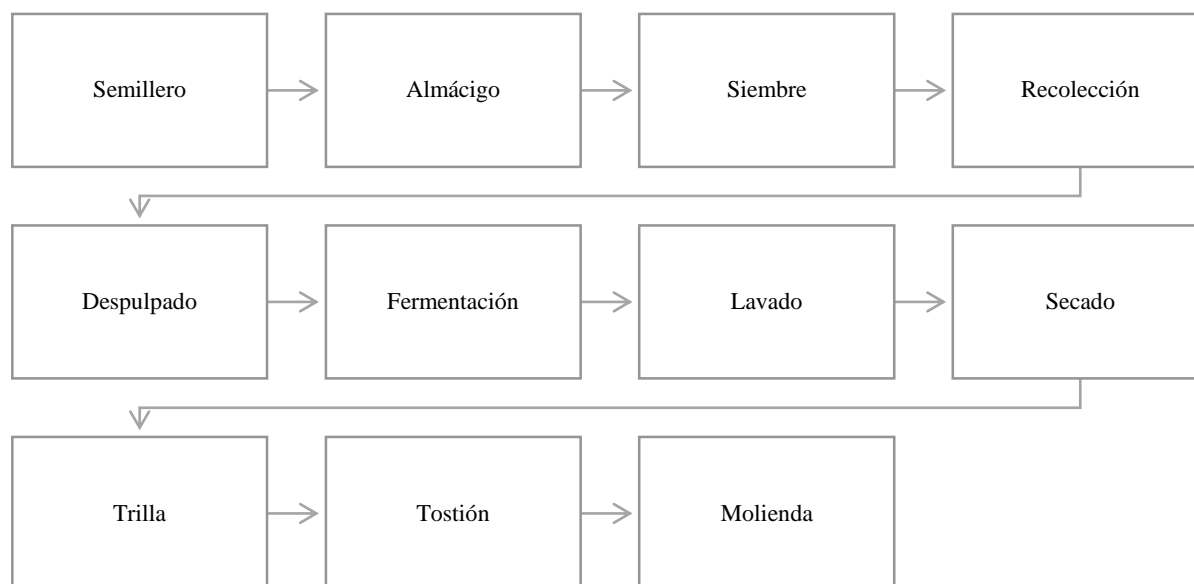 Semillero
Almácigo
Siembre
Recolección
Despulpado
Fermentación
Lavado
Secado
Trilla
Tostión
Molienda